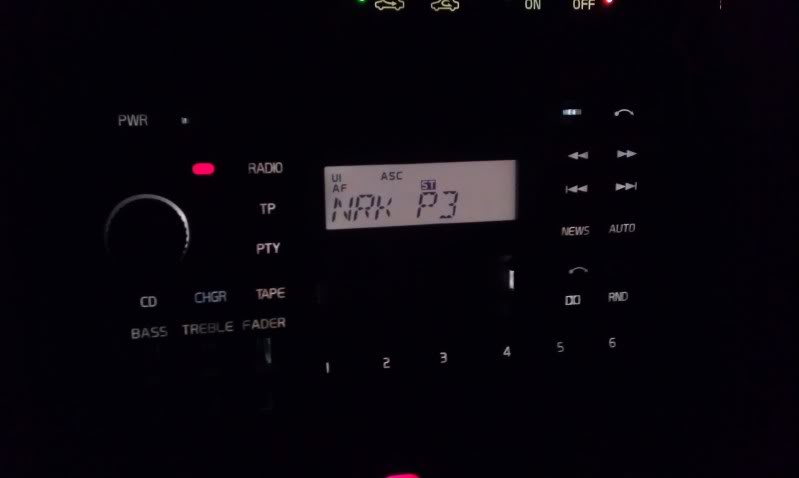 ON OFF
PWR
RADIO
UI ASC
AF ST
NRK P3
TP
PTY
NEWS AUTO
CD CHGR TAPE
RND
BASS TREBLE FADER
1 2 3 4 5 6